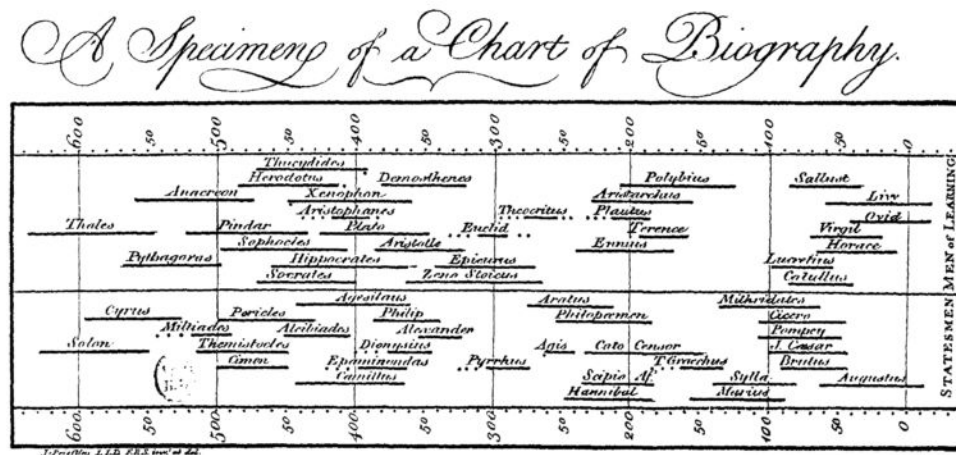 A Specimen of a Chart of Biography.
600 50 500 50 400 50 300 50 200 50 100 50 0
Thucydides
Herodotus Demosthenes Polybius Sallust
Anacreon Xenophon Aristarchus Livy
Aristophanes Theocritus Plautus Ovid
Thales Pindar Plato Euclid Terence Virgil
Sophocles Aristotle Ennius Horace
Pythagoras Hippocrates Epicurus Lucretius
Socrates Zeno Stoicus Catullus
MEN of LEARNING
Agesilaus Aratus Mithridates
Cyrus Pericles Philip Philopœmen Cicero
Miltiades Alcibiades Alexander Pompey
Solon Themistocles Dionysius Agis Cato Censor J. Cæsar
Cimon Epaminondas Pyrrhus T. Gracchus Brutus
Camillus Scipio Af. Sylla Augustus
Hannibal Marius
STATESMEN
600 50 500 50 400 50 300 50 200 50 100 50 0
L.L.D. F.R.S. inv.t et del.